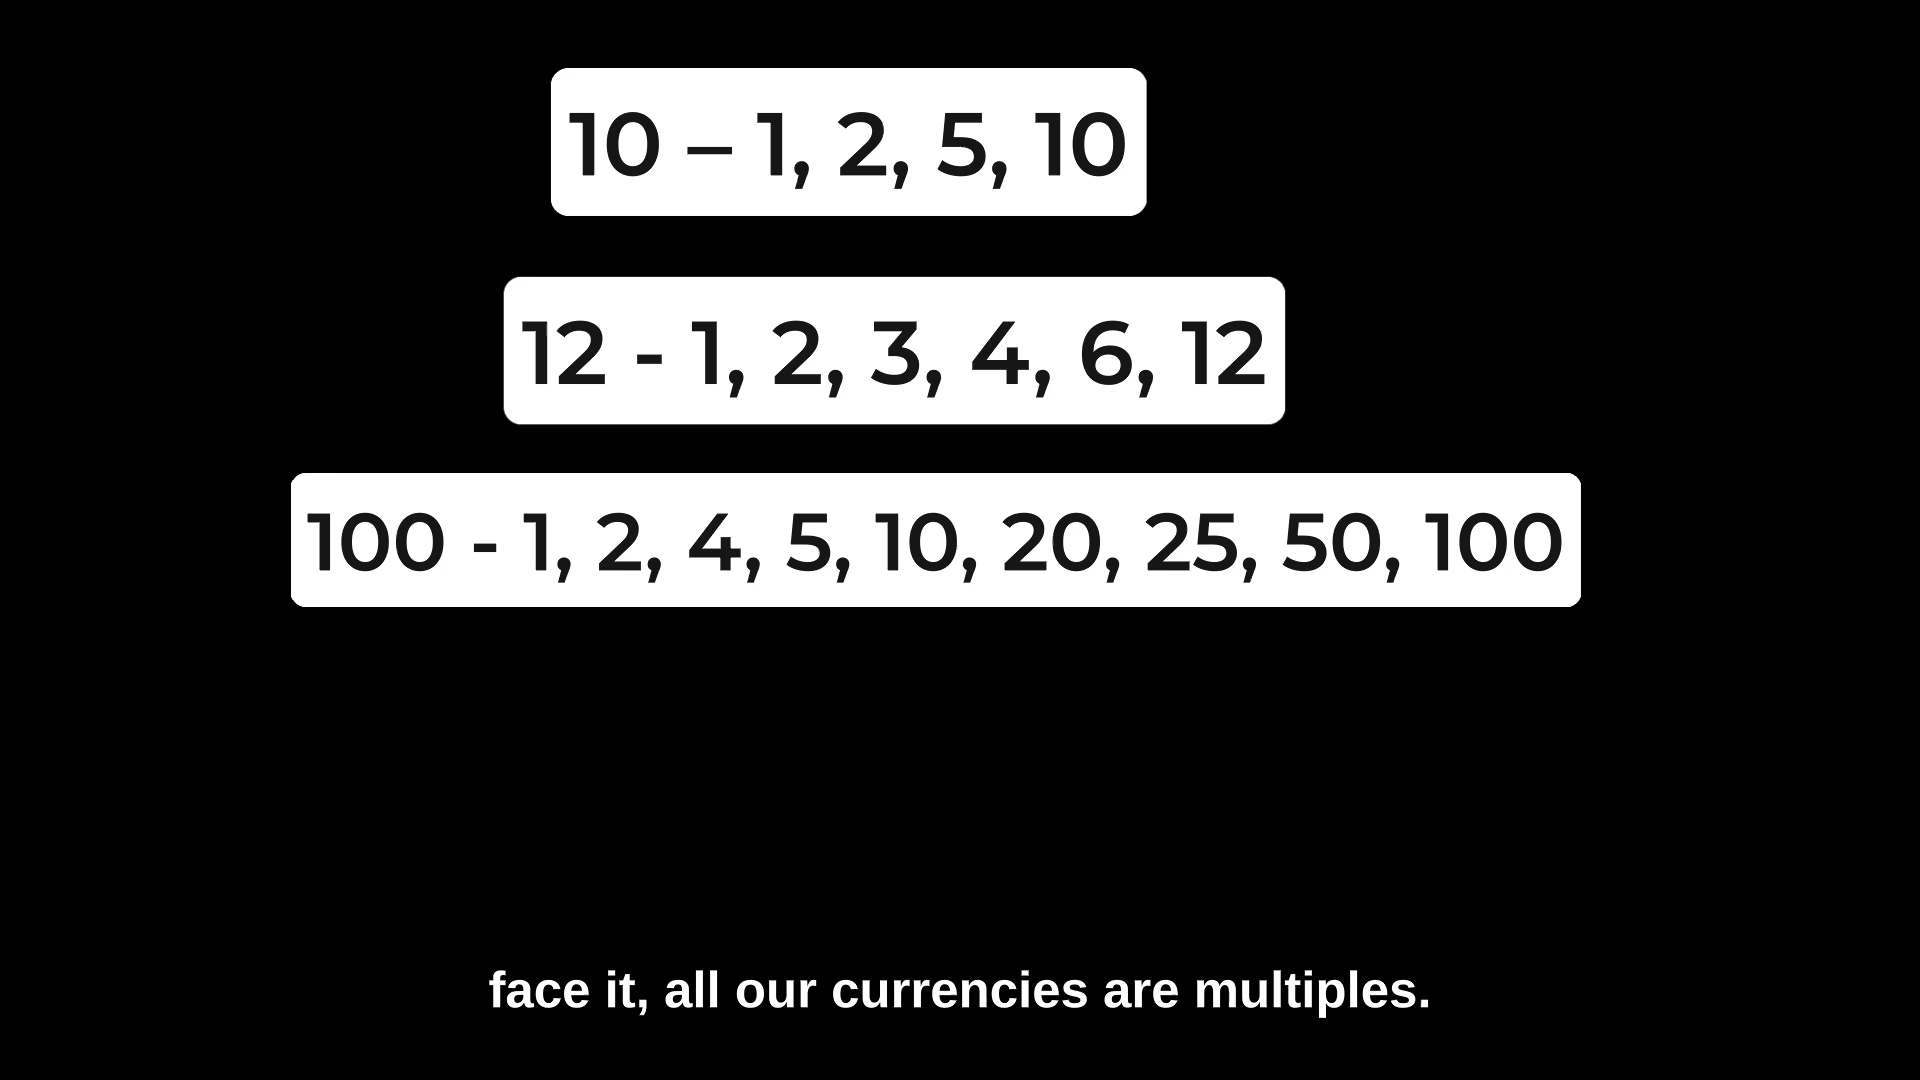 10 – 1, 2, 5, 10
12 - 1, 2, 3, 4, 6, 12
100 - 1, 2, 4, 5, 10, 20, 25, 50, 100
face it, all our currencies are multiples.